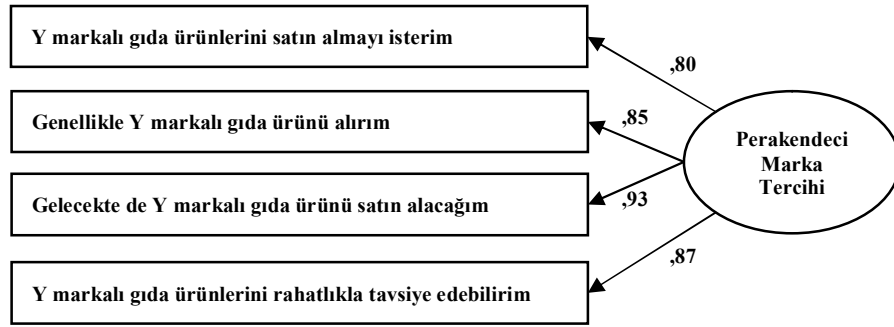 Y markalı gıda ürünlerini satın almayı isterim
,80
Genellikle Y markalı gıda ürünü alırım
,85
Perakendeci
Marka
Tercihi
Gelecekte de Y markalı gıda ürünü satın alacağım
,93
,87
Y markalı gıda ürünlerini rahatlıkla tavsiye edebilirim